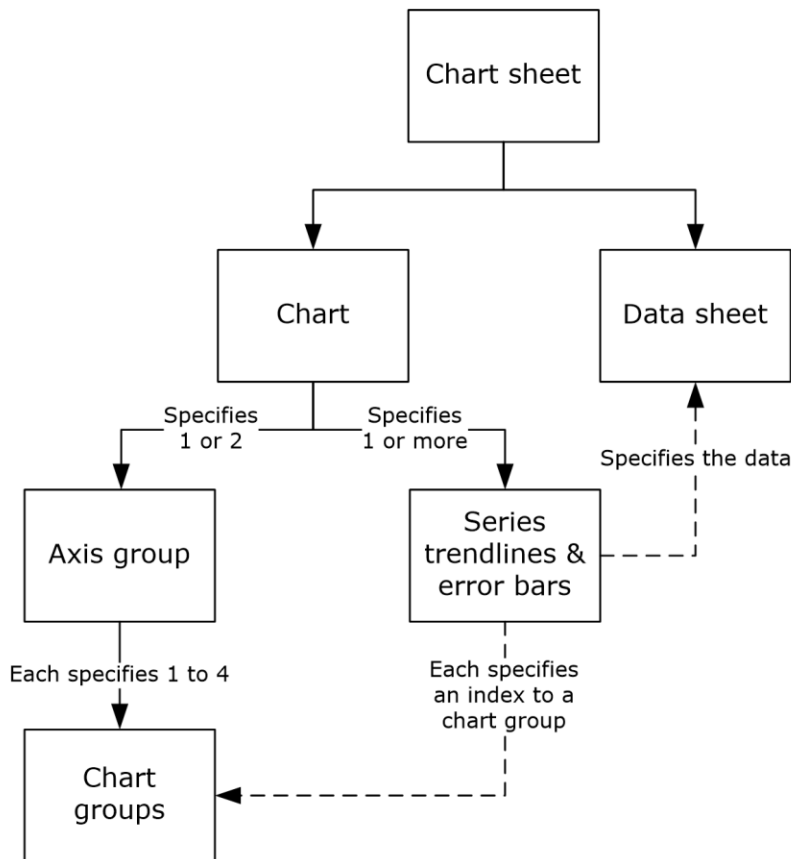 Chart sheet
Chart
Data sheet
Specifies
1 or 2
Specifies
1 or more
Specifies the data
Axis group
Series
trendlines &
error bars
Each specifies 1 to 4
Each specifies
an index to a
chart group
Chart
groups